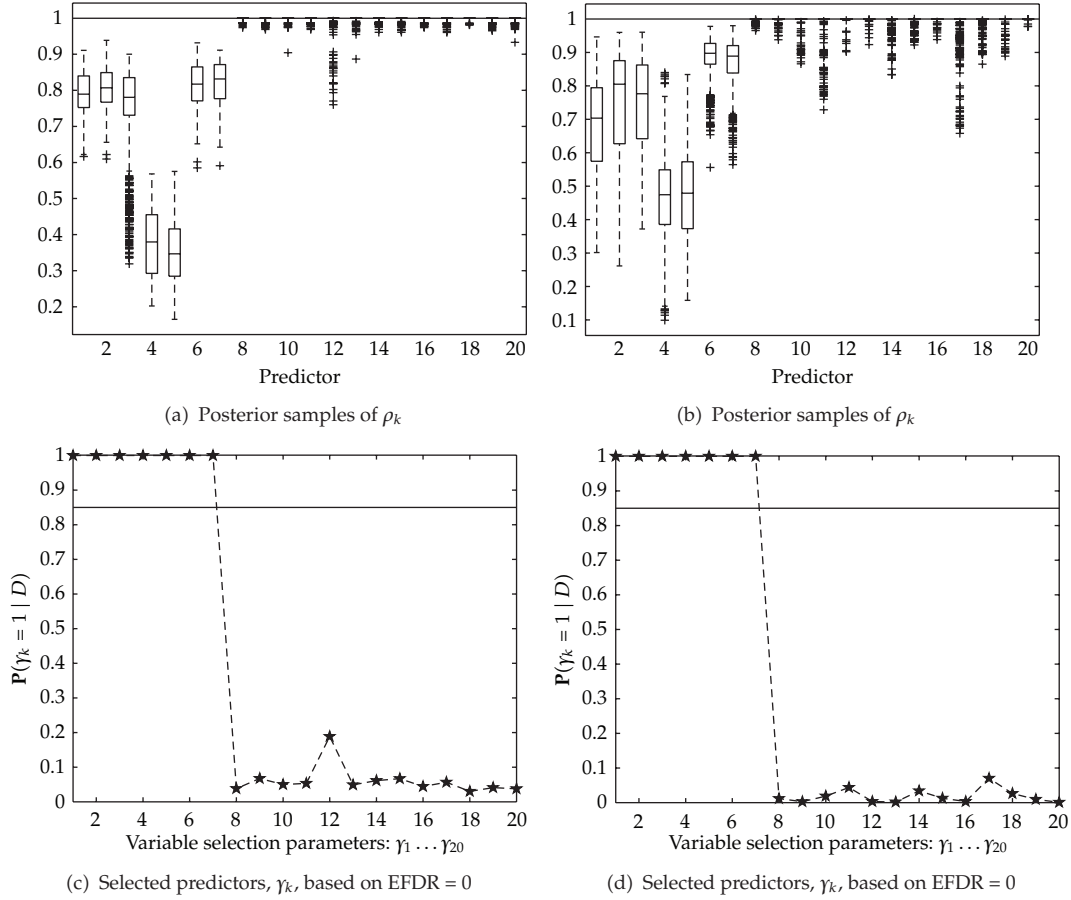 1
0.9
0.8
0.7
0.6
0.5
0.4
0.3
0.2
2 4 6 8 10 12 14 16 18 20
Predictor
(a) Posterior samples of ρk
1
0.9
0.8
0.7
0.6
0.5
0.4
0.3
0.2
0.1
2 4 6 8 10 12 14 16 18 20
Predictor
(b) Posterior samples of ρk
P(γk = 1 | D)
1
0.9
0.8
0.7
0.6
0.5
0.4
0.3
0.2
0.1
0
2 4 6 8 10 12 14 16 18 20
Variable selection parameters: γ1 ... γ20
(c) Selected predictors, γk, based on EFDR = 0
P(γk = 1 | D)
1
0.9
0.8
0.7
0.6
0.5
0.4
0.3
0.2
0.1
0
2 4 6 8 10 12 14 16 18 20
Variable selection parameters: γ1 ... γ20
(d) Selected predictors, γk, based on EFDR = 0